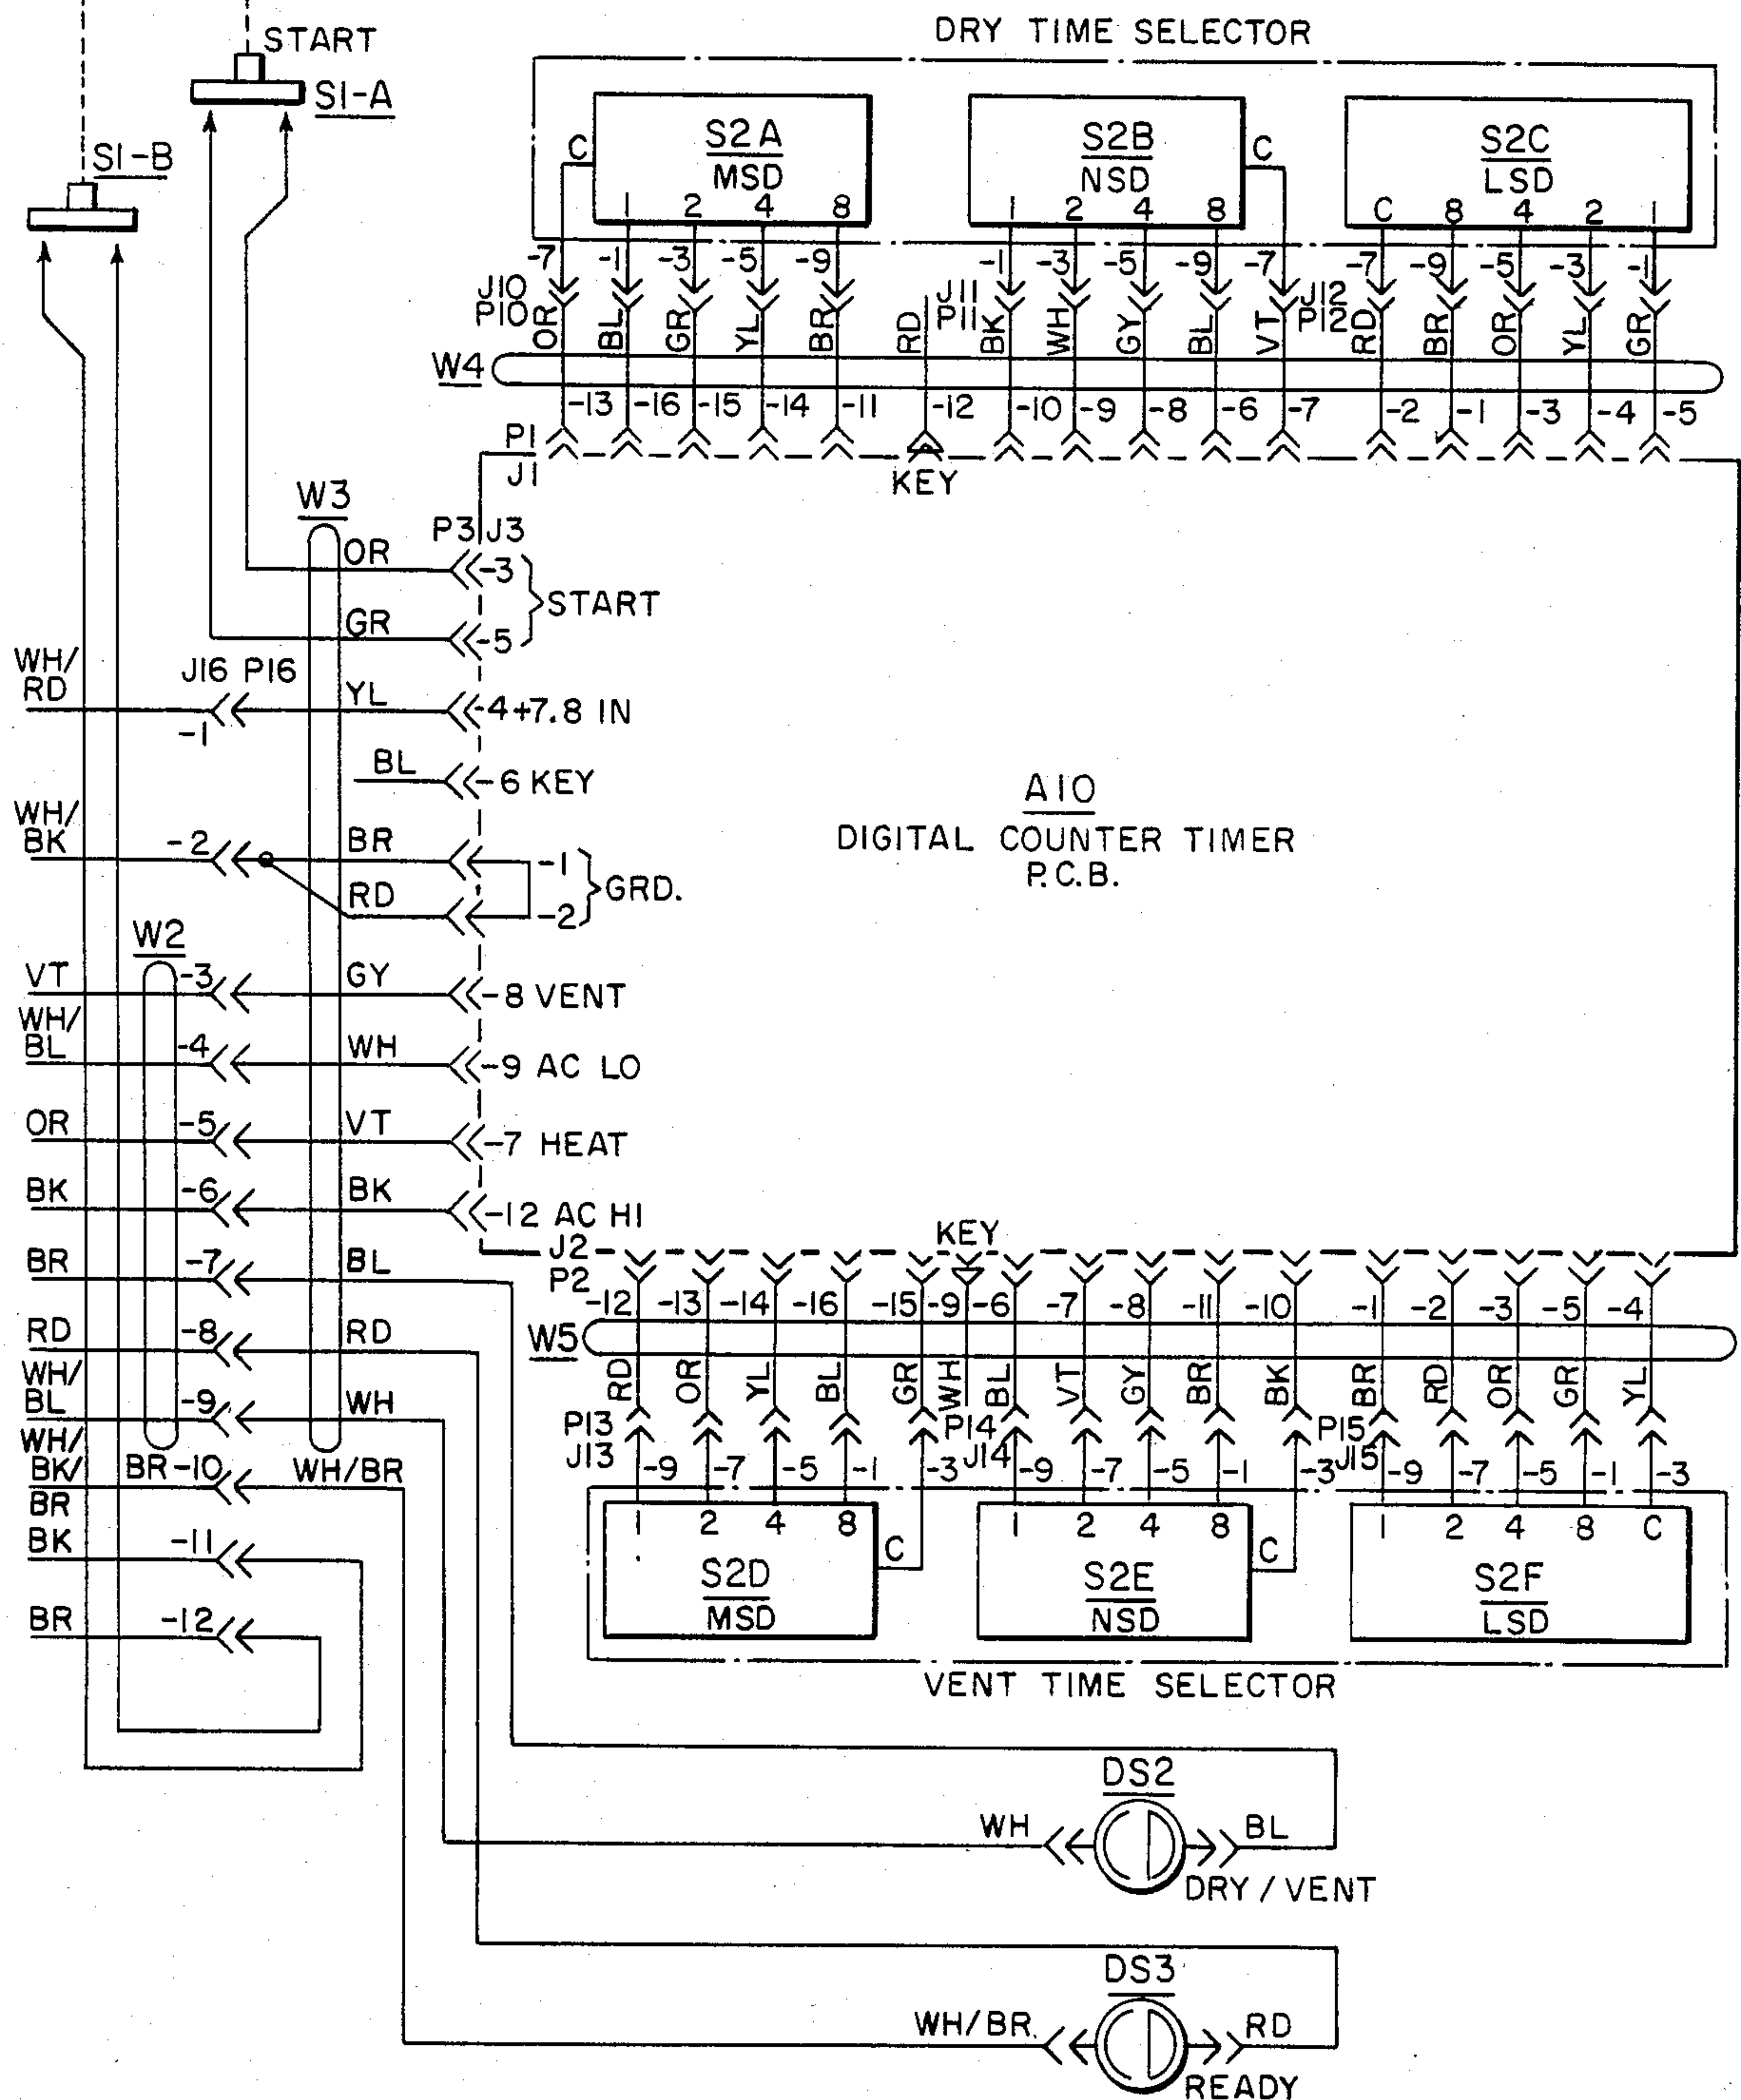 DRY TIME SELECTOR
START
S1-A
S1-B
C S2A MSD 1 2 4 8
S2B NSD C 1 2 4 8
S2C LSD C 8 4 2 1
-7 -1 -3 -5 -9 -1 -3 -5 -9 -7 -7 -9 -5 -3 -1
J10 J11 J12
P10 P11 P12
OR BL GR YL BR RD BK WH GY BL VT RD BR OR YL GR
W4
-13 -16 -15 -14 -11 -12 -10 -9 -8 -6 -7 -2 -1 -3 -4 -5
P1
J1
KEY
W3
P3 J3
OR -3
START
GR -5
WH/
RD
J16 P16
-1
YL -4 +7.8 IN
BL -6 KEY
WH/
BK -2 BR -1
GRD.
RD -2
W2
VT -3 GY -8 VENT
WH/
BL -4 WH -9 AC LO
OR -5 VT -7 HEAT
BK -6 BK -12 AC HI
A10
DIGITAL COUNTER TIMER
P.C.B.
KEY
J2
P2
BR -7 BL
RD -8 RD
WH/
BL -9 WH
WH/
BK/
BR
BR -10 WH/BR
BK -11
BR -12
-12 -13 -14 -16 -15 -9 -6 -7 -8 -11 -10 -1 -2 -3 -5 -4
W5
RD OR YL BL GR WH BL VT GY BR BK BR RD OR GR YL
P13 P14 P15
J13 J14 J15
-9 -7 -5 -1 -3 -9 -7 -5 -1 -3 -9 -7 -5 -1 -3
1 2 4 8 C
S2D
MSD
1 2 4 8 C
S2E
NSD
1 2 4 8 C
S2F
LSD
VENT TIME SELECTOR
DS2
WH BL
DRY / VENT
DS3
WH/BR RD
READY